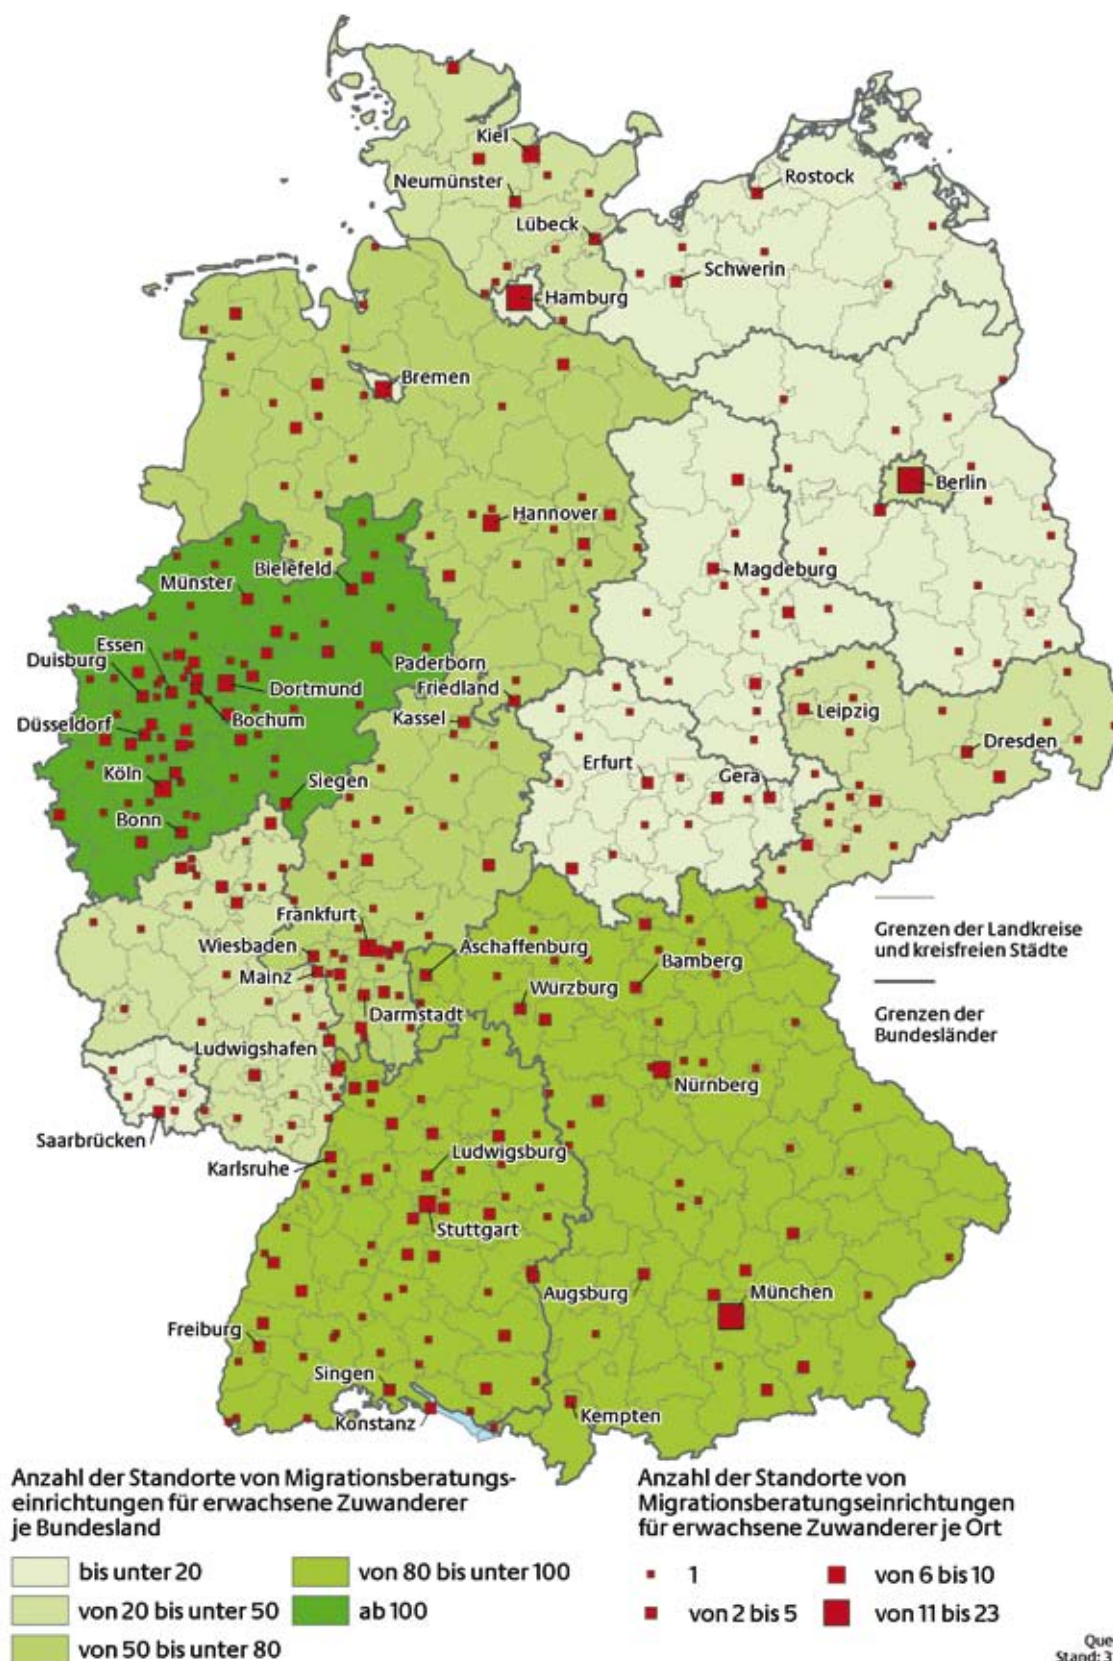 Kiel
Neumünster
Rostock
Lübeck
Schwerin
Hamburg
Bremen
Berlin
Hannover
Bielefeld
Münster
Magdeburg
Essen
Duisburg
Paderborn
Dortmund
Friedland
Leipzig
Düsseldorf
Bochum
Kassel
Dresden
Köln
Erfurt
Gera
Siegen
Bonn
Frankfurt
Grenzen der Landkreise
und kreisfreien Städte
Wiesbaden
Aschaffenburg
Mainz
Bamberg
Würzburg
Darmstadt
Grenzen der
Bundesländer
Ludwigshafen
Nürnberg
Saarbrücken
Karlsruhe
Ludwigsburg
Stuttgart
Augsburg
München
Freiburg
Singen
Konstanz
Kempten
Anzahl der Standorte von Migrationsberatungs-
einrichtungen für erwachsene Zuwanderer
je Bundesland
bis unter 20
von 20 bis unter 50
von 50 bis unter 80
von 80 bis unter 100
ab 100
Anzahl der Standorte von
Migrationsberatungseinrichtungen
für erwachsene Zuwanderer je Ort
1
von 2 bis 5
von 6 bis 10
von 11 bis 23
Que
Stand: 3